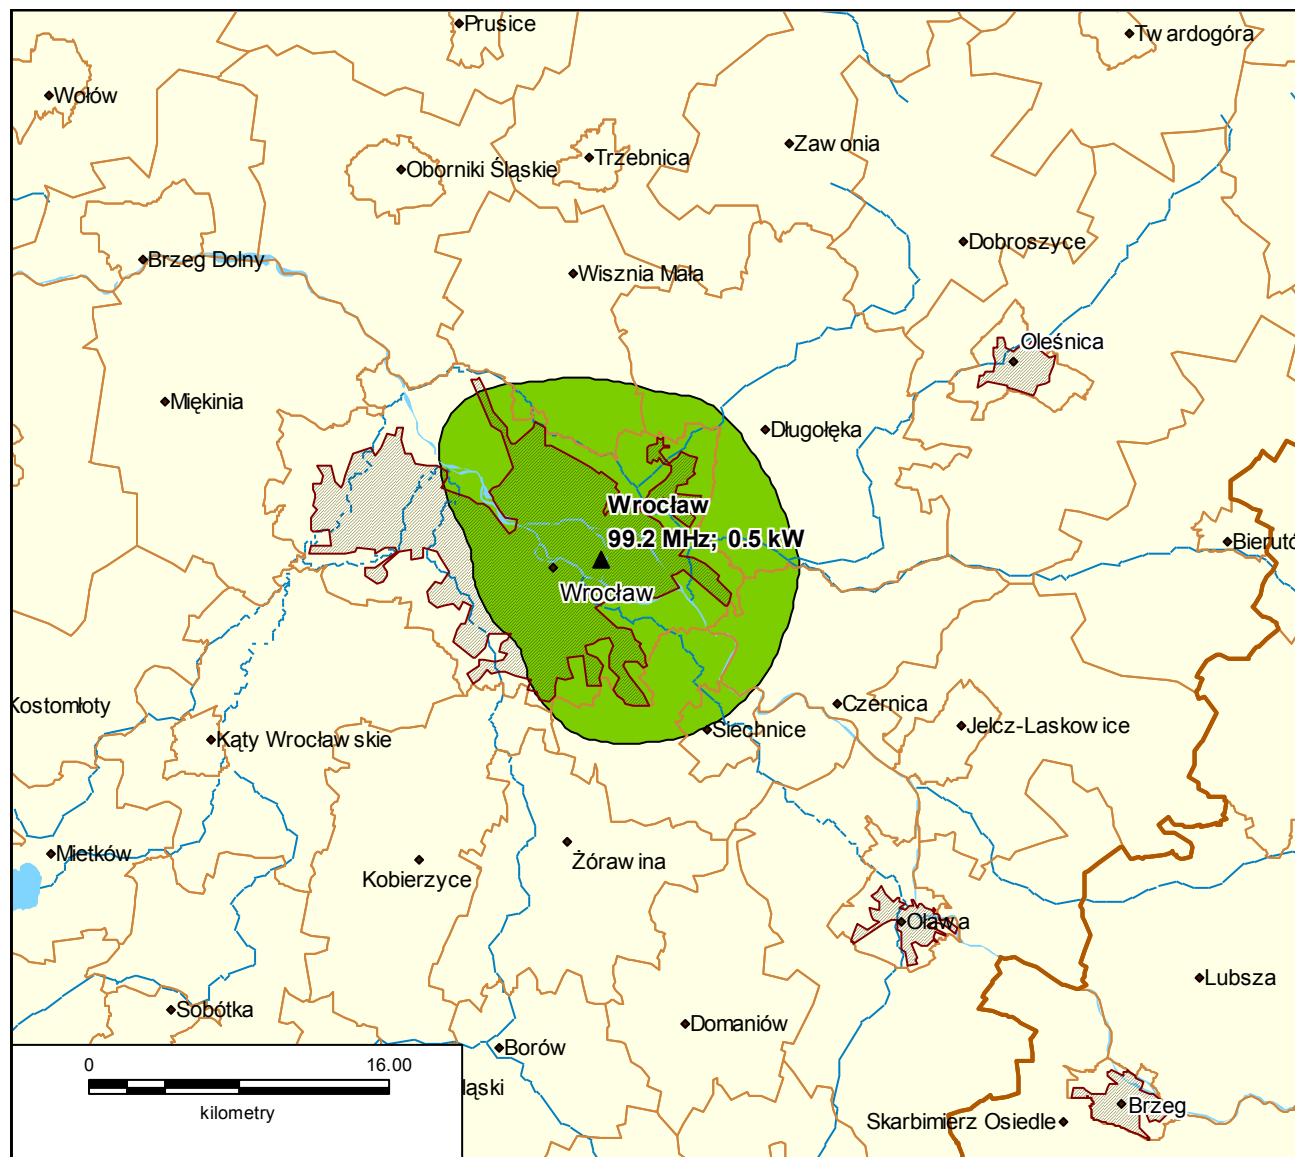 Prusice
Twardogóra
Wołów
Zawonia
Trzebnica
Oborniki Śląskie
Dobroszyce
Brzeg Dolny
Wisznia Mała
Oleśnica
Miękinia
Długołęka
Wrocław
99.2 MHz; 0.5 kW
Bierutó
Wrocław
Kostomłoty
Czernica
Jelcz-Laskowice
Siechnice
Kąty Wrocławskie
Mietków
Żórawina
Kobierzyce
Oława
Lubsza
Sobótka
Domaniów
Borów
0 16.00
ląski
kilometry
Brzeg
Skarbimierz Osiedle